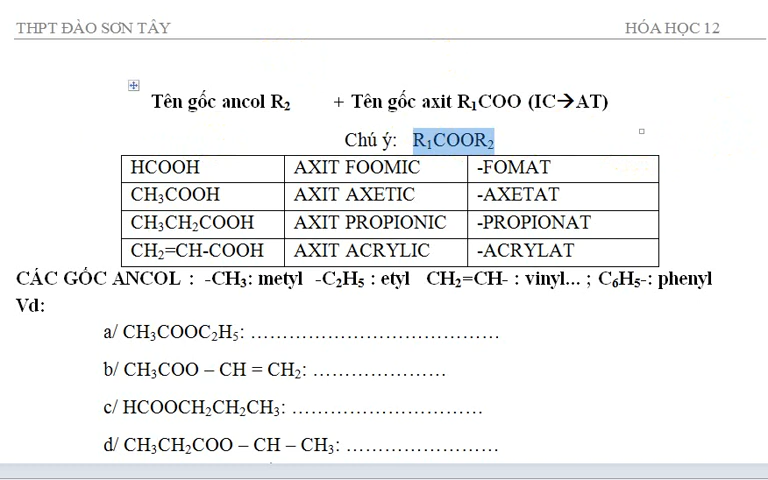 THPT ĐÀO SƠN TÂY HÓA HỌC 12
Tên gốc ancol R₂ + Tên gốc axit R₁COO (IC→AT)
Chú ý: R₁COOR₂
HCOOH AXIT FOOMIC -FOMAT
CH₃COOH AXIT AXETIC -AXETAT
CH₃CH₂COOH AXIT PROPIONIC -PROPIONAT
CH₂=CH-COOH AXIT ACRYLIC -ACRYLAT
CÁC GỐC ANCOL : -CH₃: metyl -C₂H₅ : etyl CH₂=CH- : vinyl... ; C₆H₅-: phenyl
Vd:
a/ CH₃COOC₂H₅: ……………………………………
b/ CH₃COO – CH = CH₂: …………………
c/ HCOOCH₂CH₂CH₃: …………………………
d/ CH₃CH₂COO – CH – CH₃: ……………………